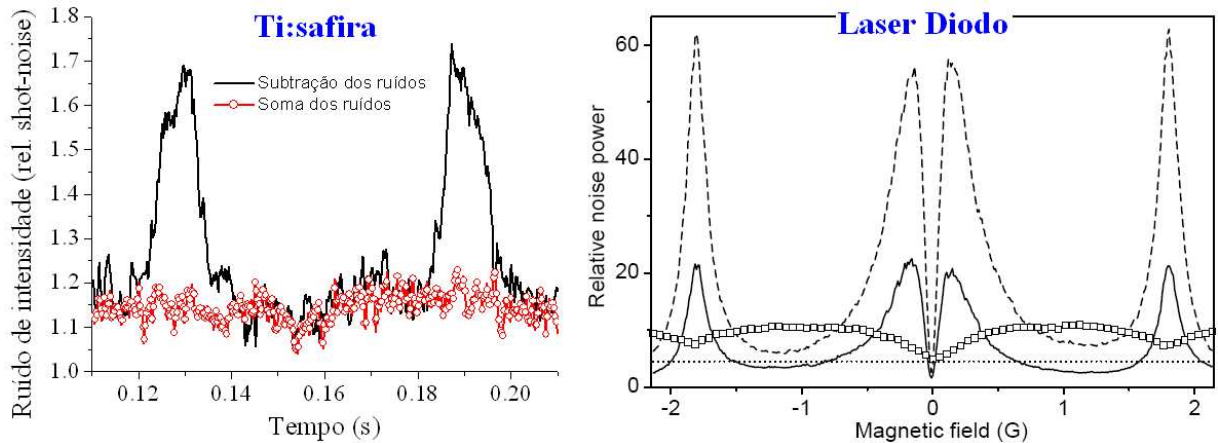 Ti:safira
1.8
1.7
1.6
1.5
1.4
1.3
1.2
1.1
1.0
Ruído de intensidade (rel. shot-noise)
Subtração dos ruídos
Soma dos ruídos
0.12
0.14
0.16
0.18
0.20
Tempo (s)
Laser Diodo
60
40
20
0
Relative noise power
-2
-1
0
1
2
Magnetic field (G)